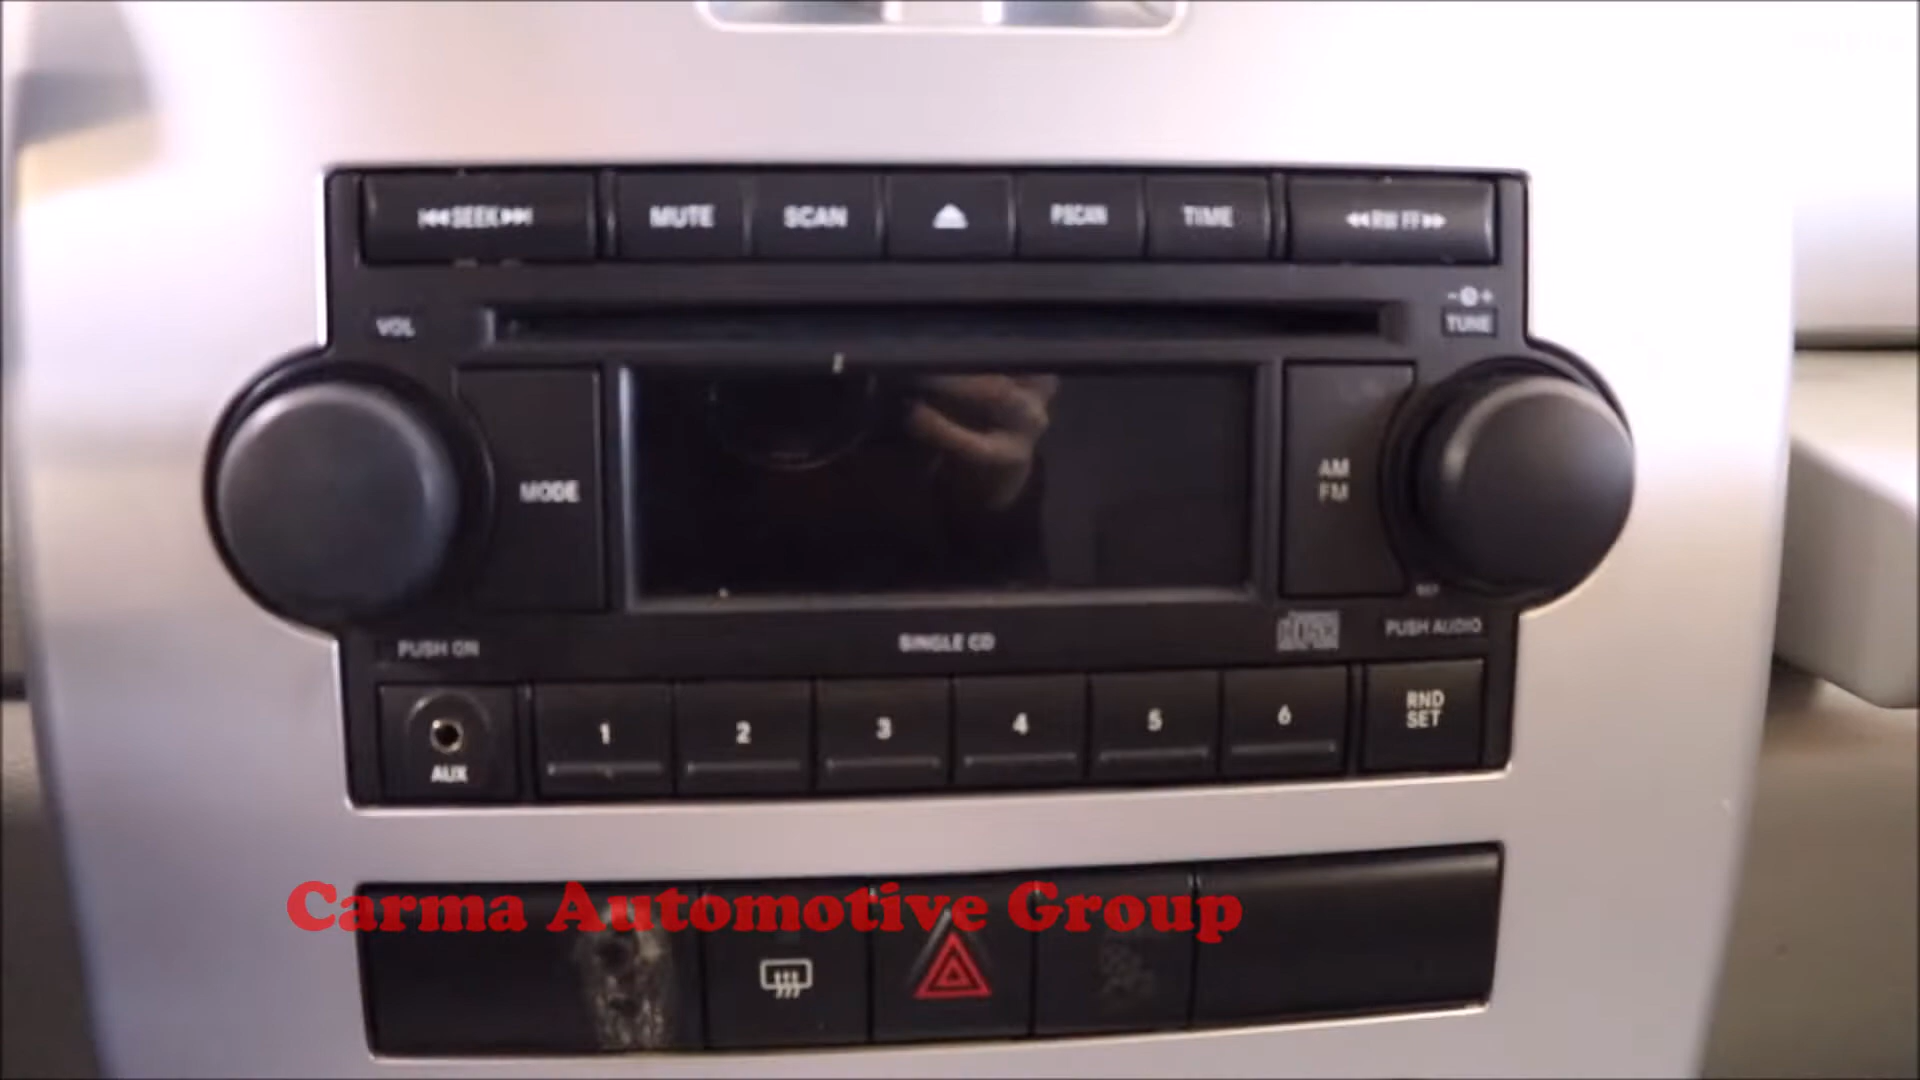 SEEK MUTE SCAN PSCAN TIME RW FF
VOL
TUNE
MODE
AM
FM
PUSH ON
SINGLE CD
PUSH AUDIO
AUX
1 2 3 4 5 6
RND
SET
Carma Automotive Group